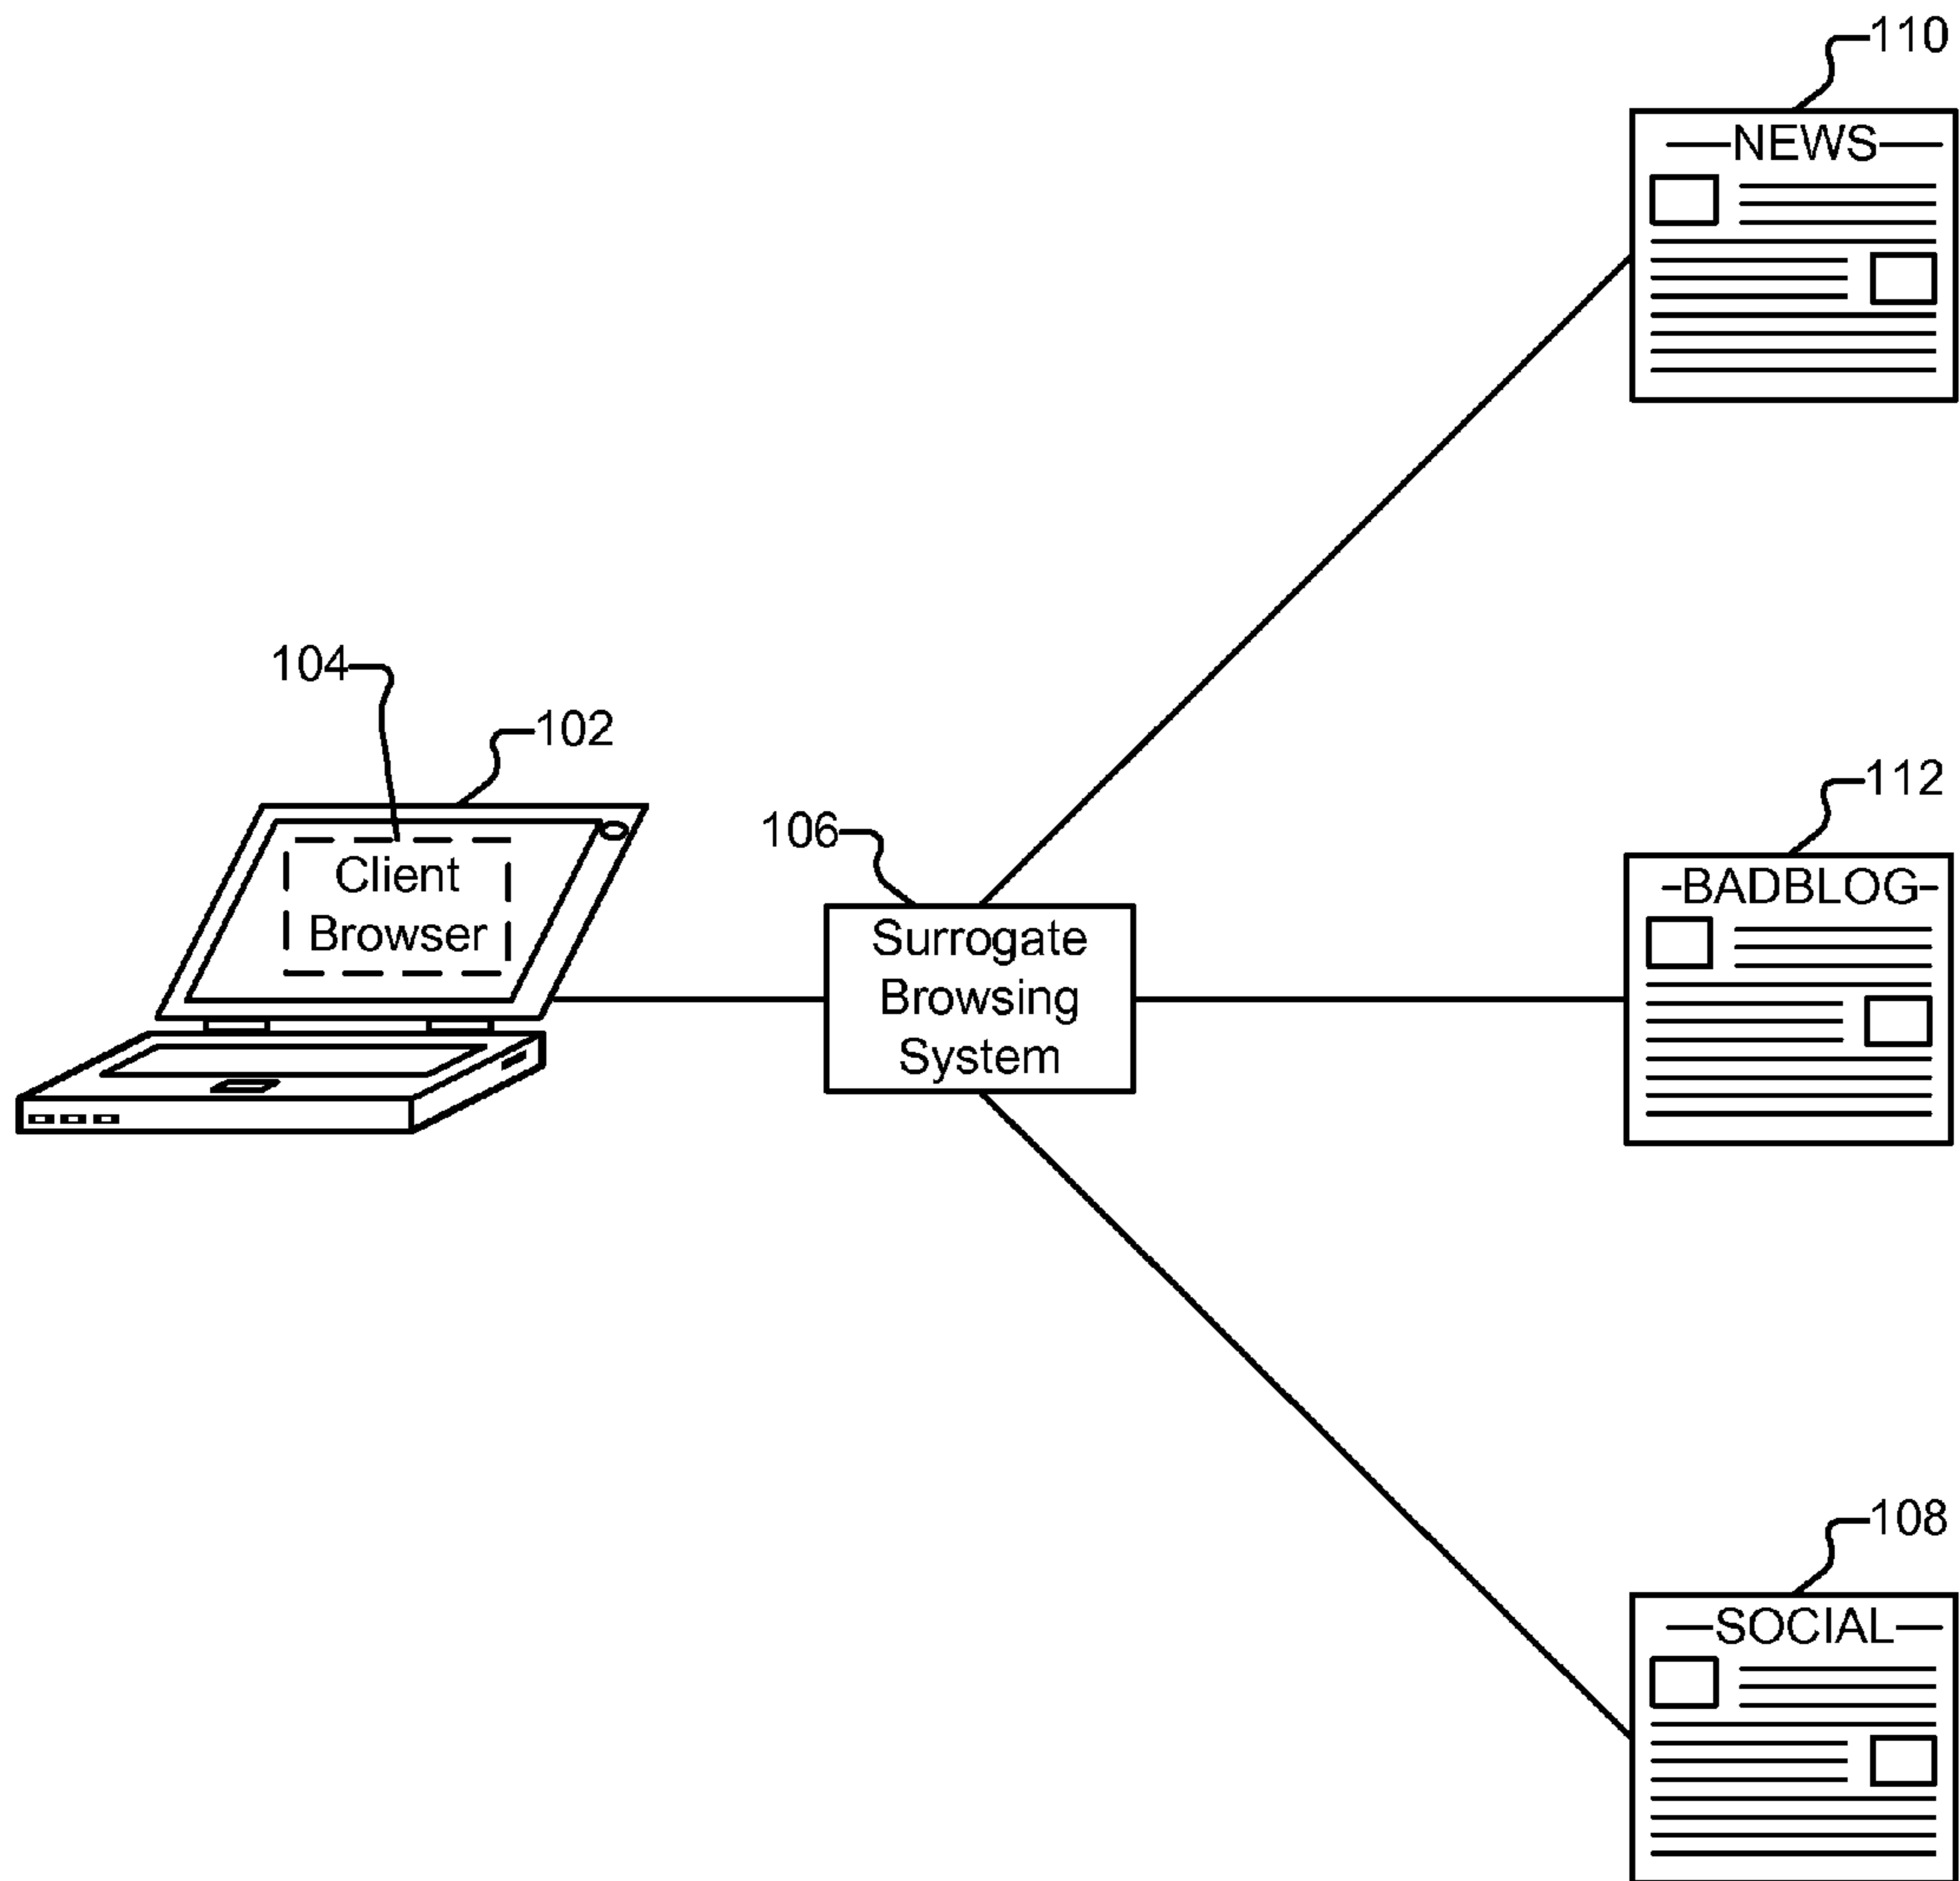 110
NEWS
104
102
112
Client
Browser
106
BADBLOG
Surrogate
Browsing
System
108
SOCIAL